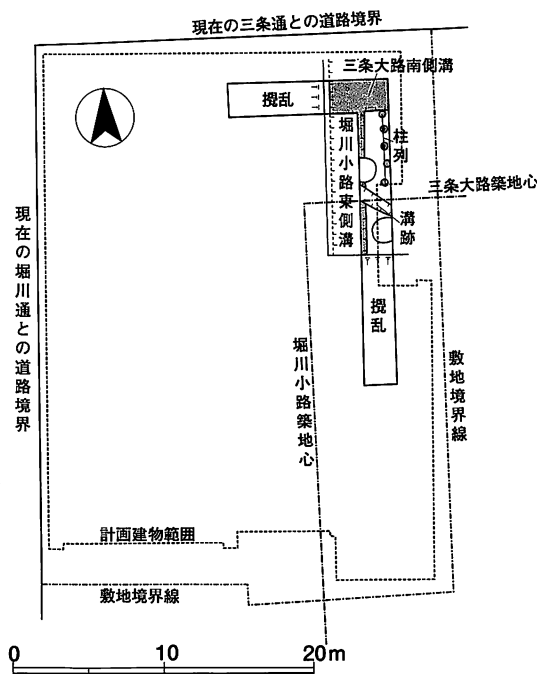 現在の三条通との道路境界
三条大路南側溝
攪乱
堀川小路東側溝
柱列
三条大路築地心
溝跡
現在の堀川通との道路境界
攪乱
堀川小路築地心
敷地境界線
計画建物範囲
敷地境界線
0 10 20m